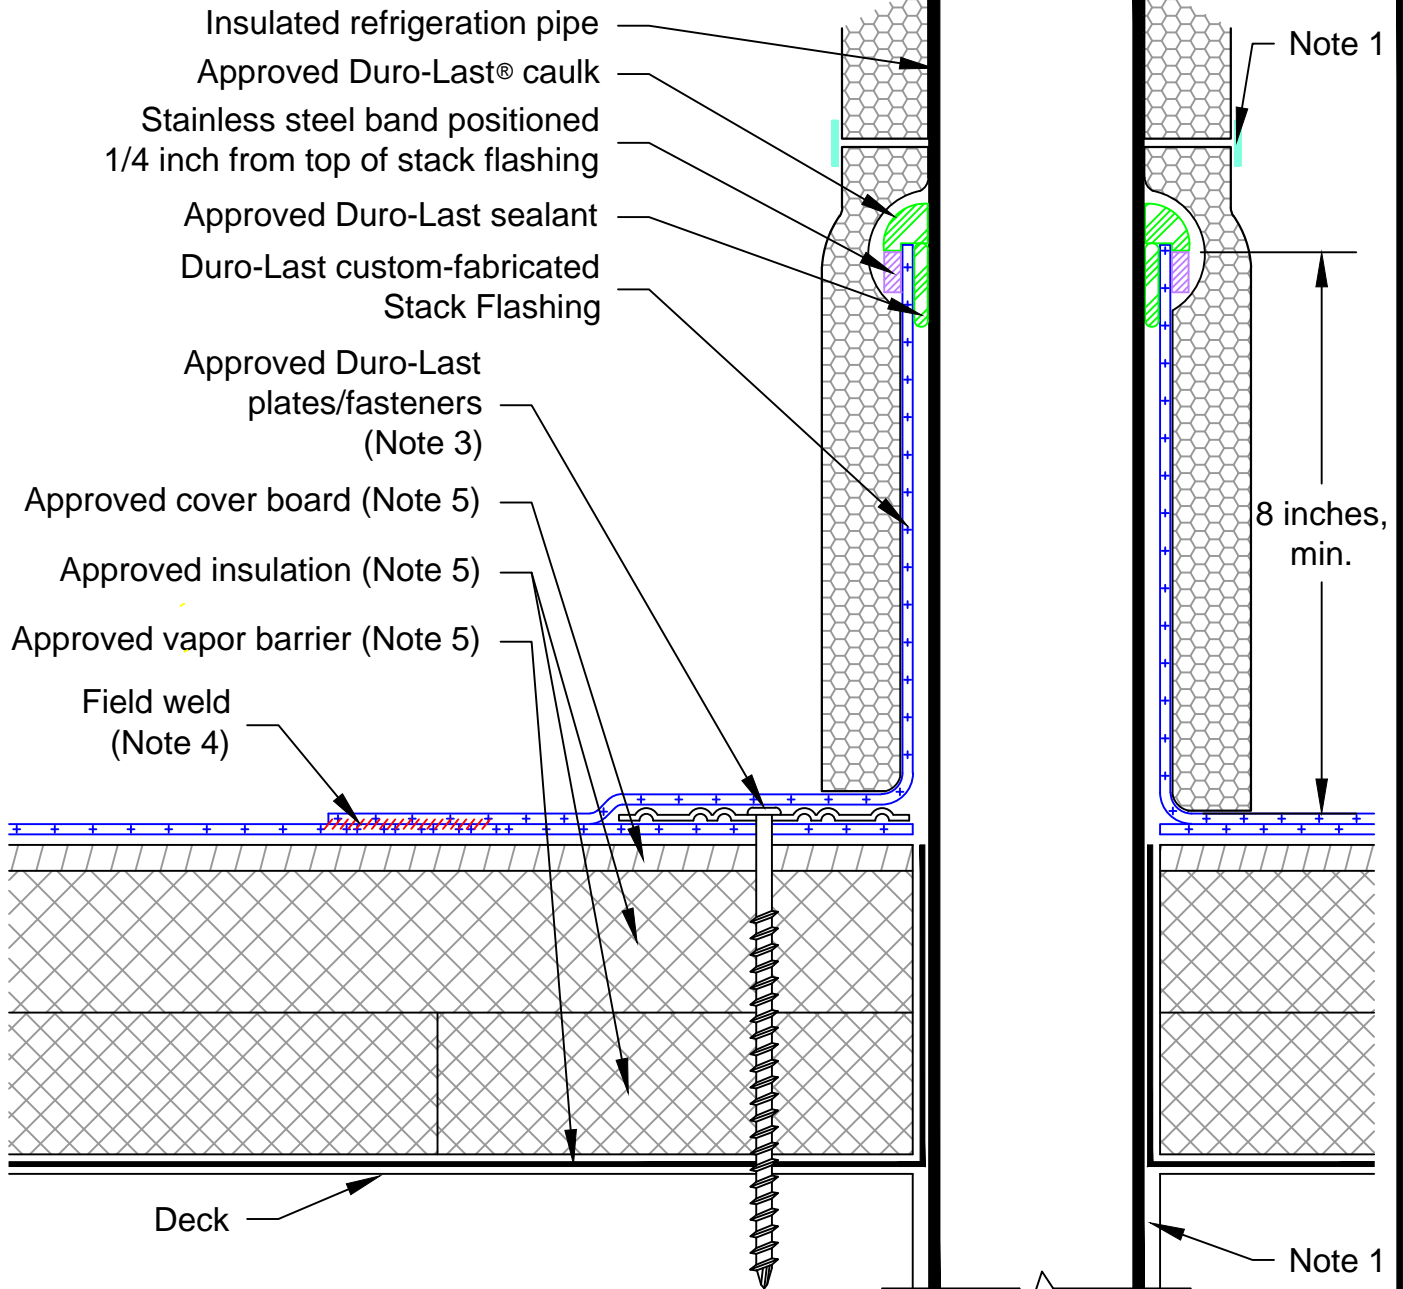 Insulated refrigeration pipe
Approved Duro-Last® caulk
Stainless steel band positioned
1/4 inch from top of stack flashing
Approved Duro-Last sealant
Duro-Last custom-fabricated
Stack Flashing
Approved Duro-Last
plates/fasteners
(Note 3)
Approved cover board (Note 5)
Approved insulation (Note 5)
Approved vapor barrier (Note 5)
Field weld
(Note 4)
Deck
Note 1
8 inches,
min.
Note 1